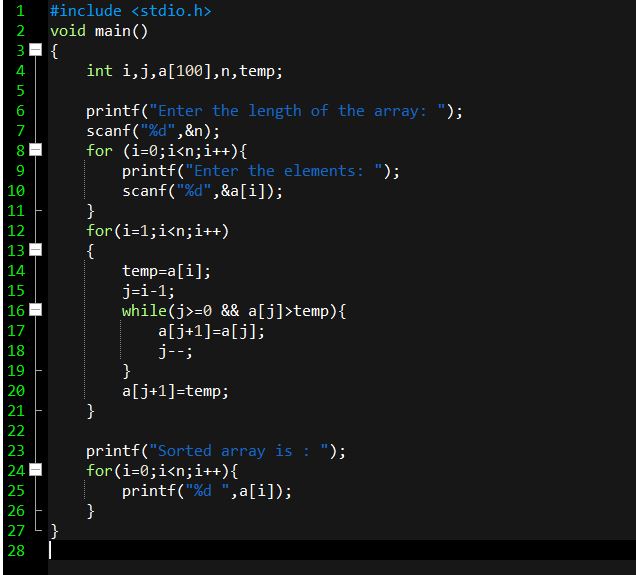 1 #include <stdio.h>
2 void main()
3 {
4     int i,j,a[100],n,temp;
5
6     printf("Enter the length of the array: ");
7     scanf("%d",&n);
8     for (i=0;i<n;i++){
9         printf("Enter the elements: ");
10         scanf("%d",&a[i]);
11     }
12     for(i=1;i<n;i++)
13     {
14         temp=a[i];
15         j=i-1;
16         while(j>=0 && a[j]>temp){
17             a[j+1]=a[j];
18             j--;
19         }
20         a[j+1]=temp;
21     }
22
23     printf("Sorted array is : ");
24     for(i=0;i<n;i++){
25         printf("%d ",a[i]);
26     }
27 }
28